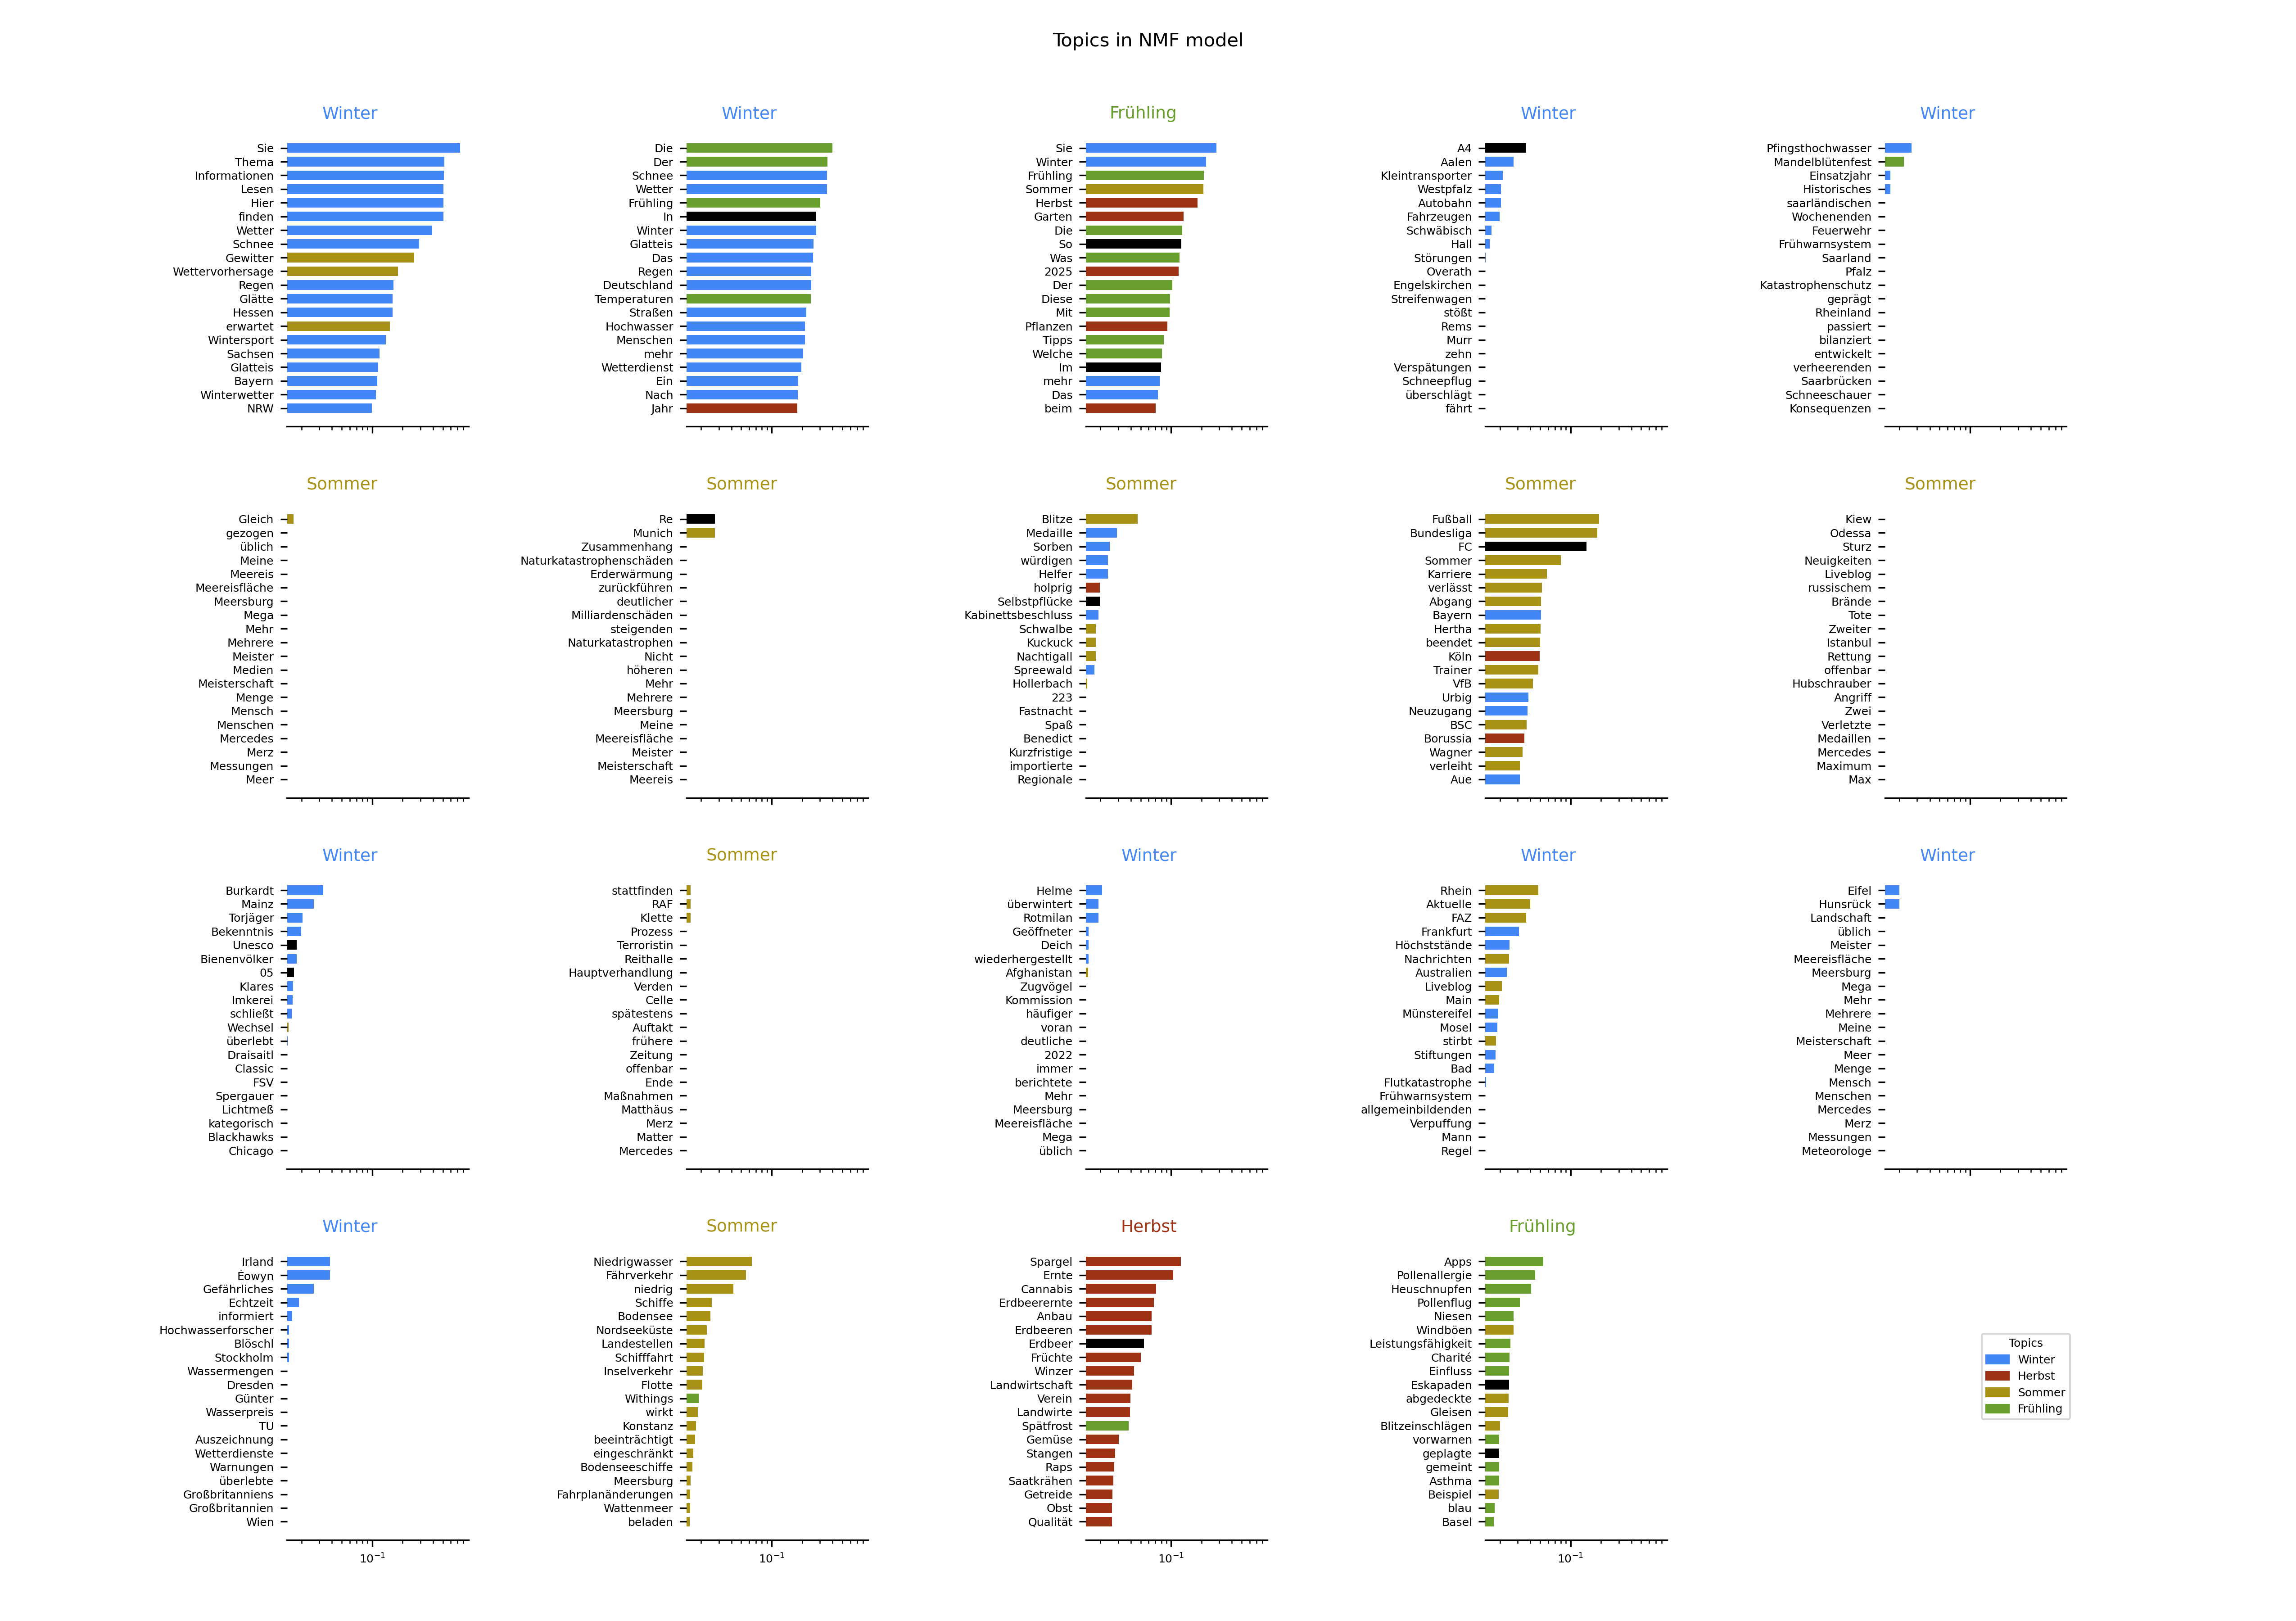 Topics in NMF model
Winter
Sie
Thema
Informationen
Lesen
Hier
finden
Wetter
Schnee
Gewitter
Wettervorhersage
Regen
Glätte
Hessen
erwartet
Wintersport
Sachsen
Glatteis
Bayern
Winterwetter
NRW
Winter
Die
Der
Schnee
Wetter
Frühling
In
Winter
Glatteis
Das
Regen
Deutschland
Temperaturen
Straßen
Hochwasser
Menschen
mehr
Wetterdienst
Ein
Nach
Jahr
Frühling
Sie
Winter
Frühling
Sommer
Herbst
Garten
Die
So
Was
2025
Der
Diese
Mit
Pflanzen
Tipps
Welche
Im
mehr
Das
beim
Winter
A4
Aalen
Kleintransporter
Westpfalz
Autobahn
Fahrzeugen
Schwäbisch
Hall
Störungen
Overath
Engelskirchen
Streifenwagen
stößt
Rems
Murr
zehn
Verspätungen
Schneepflug
überschlägt
fährt
Winter
Pfingsthochwasser
Mandelblütenfest
Einsatzjahr
Historisches
saarländischen
Wochenenden
Feuerwehr
Frühwarnsystem
Saarland
Pfalz
Katastrophenschutz
geprägt
Rheinland
passiert
bilanziert
entwickelt
verheerenden
Saarbrücken
Schneeschauer
Konsequenzen
Sommer
Gleich
gezogen
üblich
Meine
Meereis
Meereisfläche
Meersburg
Mega
Mehr
Mehrere
Meister
Medien
Meisterschaft
Menge
Mensch
Menschen
Mercedes
Merz
Messungen
Meer
Sommer
Re
Munich
Zusammenhang
Naturkatastrophenschäden
Erderwärmung
zurückführen
deutlicher
Milliardenschäden
steigenden
Naturkatastrophen
Nicht
höheren
Mehr
Mehrere
Meersburg
Meine
Meereisfläche
Meister
Meisterschaft
Meereis
Sommer
Blitze
Medaille
Sorben
würdigen
Helfer
holprig
Selbstpflücke
Kabinettsbeschluss
Schwalbe
Kuckuck
Nachtigall
Spreewald
Hollerbach
223
Fastnacht
Spaß
Benedict
Kurzfristige
importierte
Regionale
Sommer
Fußball
Bundesliga
FC
Sommer
Karriere
verlässt
Abgang
Bayern
Hertha
beendet
Köln
Trainer
VfB
Urbig
Neuzugang
BSC
Borussia
Wagner
verleiht
Aue
Sommer
Kiew
Odessa
Sturz
Neuigkeiten
Liveblog
russischem
Brände
Tote
Zweiter
Istanbul
Rettung
offenbar
Hubschrauber
Angriff
Zwei
Verletzte
Medaillen
Mercedes
Maximum
Max
Winter
Burkardt
Mainz
Torjäger
Bekenntnis
Unesco
Bienenvölker
05
Klares
Imkerei
schließt
Wechsel
überlebt
Draisaitl
Classic
FSV
Spergauer
Lichtmeß
kategorisch
Blackhawks
Chicago
Sommer
stattfinden
RAF
Klette
Prozess
Terroristin
Reithalle
Hauptverhandlung
Verden
Celle
spätestens
Auftakt
frühere
Zeitung
offenbar
Ende
Maßnahmen
Matthäus
Merz
Matter
Mercedes
Winter
Helme
überwintert
Rotmilan
Geöffneter
Deich
wiederhergestellt
Afghanistan
Zugvögel
Kommission
häufiger
voran
deutliche
2022
immer
berichtete
Mehr
Meersburg
Meereisfläche
Mega
üblich
Winter
Rhein
Aktuelle
FAZ
Frankfurt
Höchststände
Nachrichten
Australien
Liveblog
Main
Münstereifel
Mosel
stirbt
Stiftungen
Bad
Flutkatastrophe
Frühwarnsystem
allgemeinbildenden
Verpuffung
Mann
Regel
Winter
Eifel
Hunsrück
Landschaft
üblich
Meister
Meereisfläche
Meersburg
Mega
Mehr
Mehrere
Meine
Meisterschaft
Meer
Menge
Mensch
Menschen
Mercedes
Merz
Messungen
Meteorologe
Winter
Irland
Éowyn
Gefährliches
Echtzeit
informiert
Hochwasserforscher
Blöschl
Stockholm
Wassermengen
Dresden
Günter
Wasserpreis
TU
Auszeichnung
Wetterdienste
Warnungen
überlebte
Großbritanniens
Großbritannien
Wien
10⁻¹
Sommer
Niedrigwasser
Fährverkehr
niedrig
Schiffe
Bodensee
Nordseeküste
Landestellen
Schifffahrt
Inselverkehr
Flotte
Withings
wirkt
Konstanz
beeinträchtigt
eingeschränkt
Bodenseeschiffe
Meersburg
Fahrplanänderungen
Wattenmeer
beladen
10⁻¹
Herbst
Spargel
Ernte
Cannabis
Erdbeerernte
Anbau
Erdbeeren
Erdbeer
Früchte
Winzer
Landwirtschaft
Verein
Landwirte
Spätfrost
Gemüse
Stangen
Raps
Saatkrähen
Getreide
Obst
Qualität
10⁻¹
Frühling
Apps
Pollenallergie
Heuschnupfen
Pollenflug
Niesen
Windböen
Leistungsfähigkeit
Charité
Einfluss
Eskapaden
abgedeckte
Gleisen
Blitzeinschlägen
vorwarnen
geplagte
gemeint
Asthma
Beispiel
blau
Basel
10⁻¹
Topics
Winter
Herbst
Sommer
Frühling